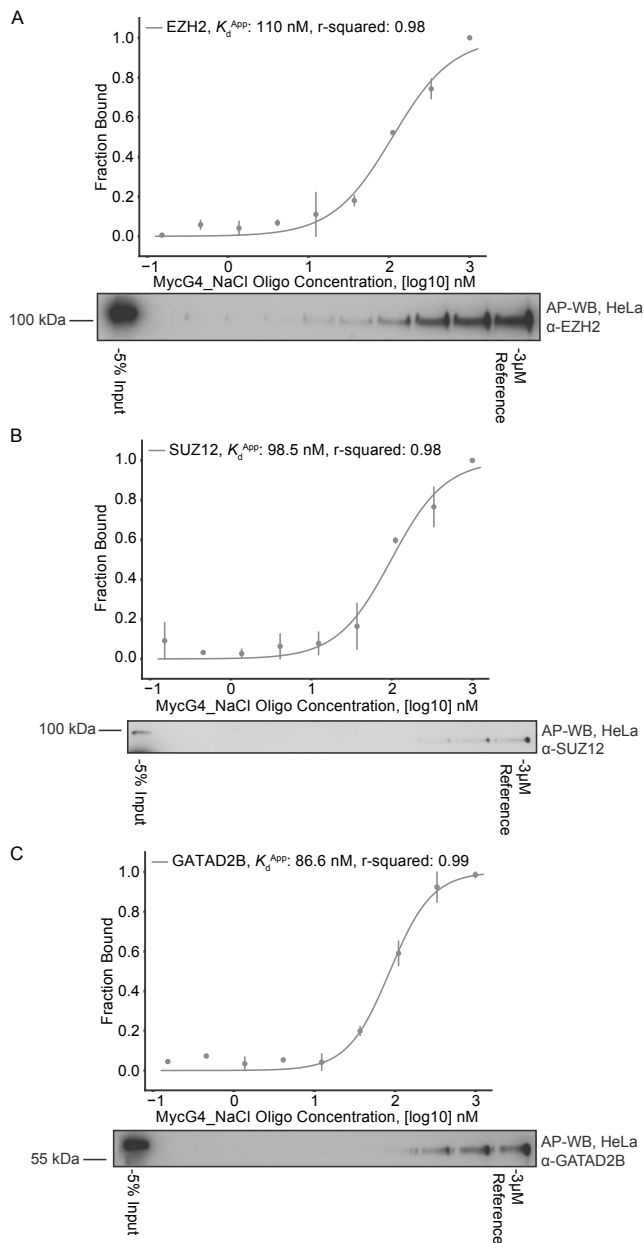 A
EZH2, Kd^App: 110 nM, r-squared: 0.98
1.0
0.8
0.6
0.4
0.2
0.0
Fraction Bound
−1 0 1 2 3
MycG4_NaCl Oligo Concentration, [log10] nM
100 kDa
AP-WB, HeLa
α-EZH2
-5% Input
-3µM
Reference
B
SUZ12, Kd^App: 98.5 nM, r-squared: 0.98
1.0
0.8
0.6
0.4
0.2
0.0
Fraction Bound
−1 0 1 2 3
MycG4_NaCl Oligo Concentration, [log10] nM
100 kDa
AP-WB, HeLa
α-SUZ12
-5% Input
-3µM
Reference
C
GATAD2B, Kd^App: 86.6 nM, r-squared: 0.99
1.0
0.8
0.6
0.4
0.2
0.0
Fraction Bound
−1 0 1 2 3
MycG4_NaCl Oligo Concentration, [log10] nM
55 kDa
AP-WB, HeLa
α-GATAD2B
-5% Input
-3µM
Reference